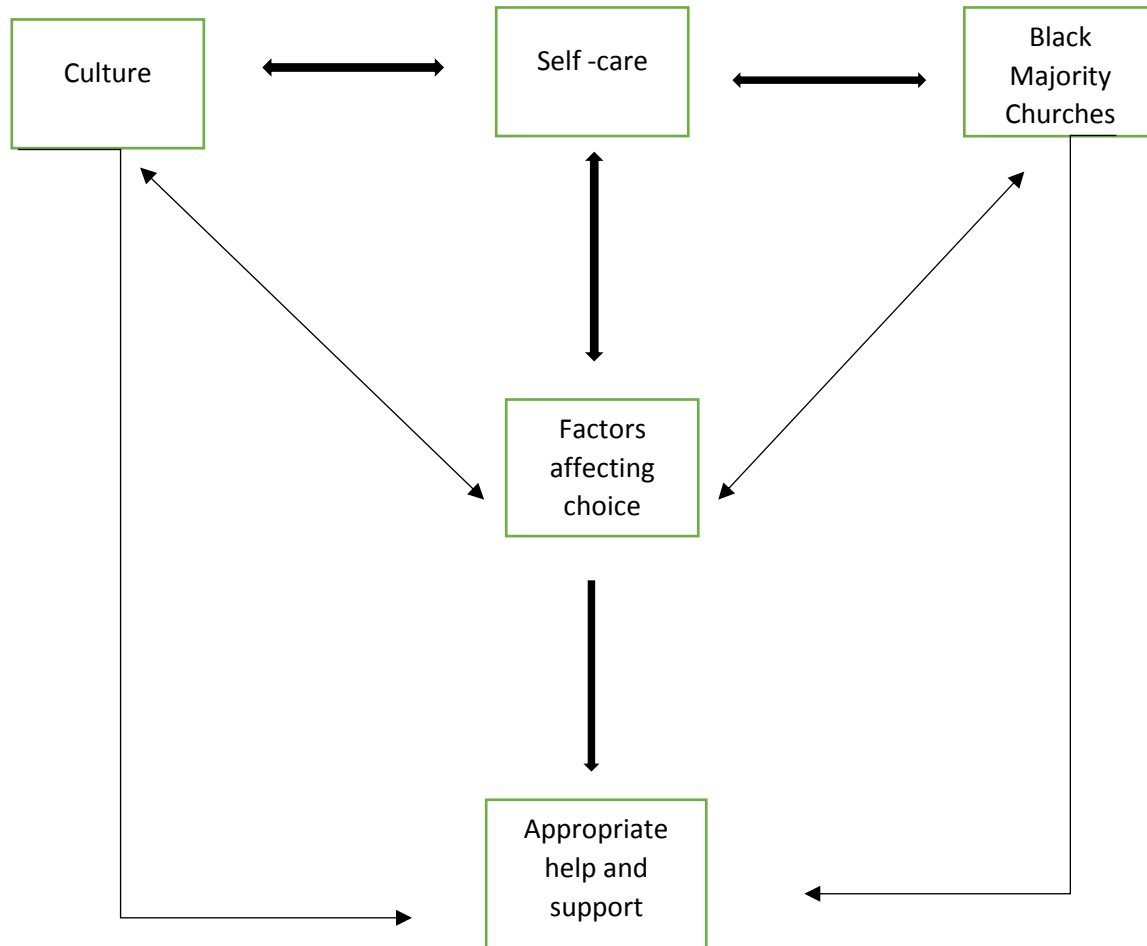 Culture
Self -care
Black
Majority
Churches
Factors
affecting
choice
Appropriate
help and
support